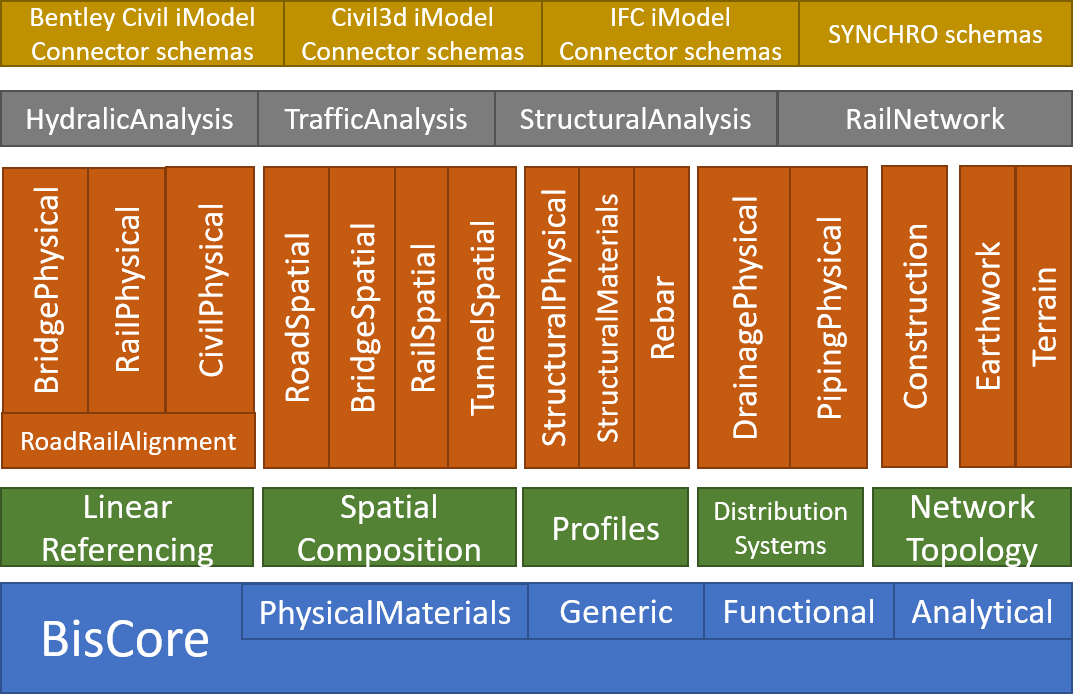 Bentley Civil iModel
Connector schemas
Civil3d iModel
Connector schemas
IFC iModel
Connector schemas
SYNCHRO schemas
HydralicAnalysis
TrafficAnalysis
StructuralAnalysis
RailNetwork
BridgePhysical
RailPhysical
CivilPhysical
RoadRailAlignment
RoadSpatial
BridgeSpatial
RailSpatial
TunnelSpatial
StructuralPhysical
StructuralMaterials
Rebar
DrainagePhysical
PipingPhysical
Construction
Earthwork
Terrain
Linear
Referencing
Spatial
Composition
Profiles
Distribution
Systems
Network
Topology
BisCore
PhysicalMaterials
Generic
Functional
Analytical